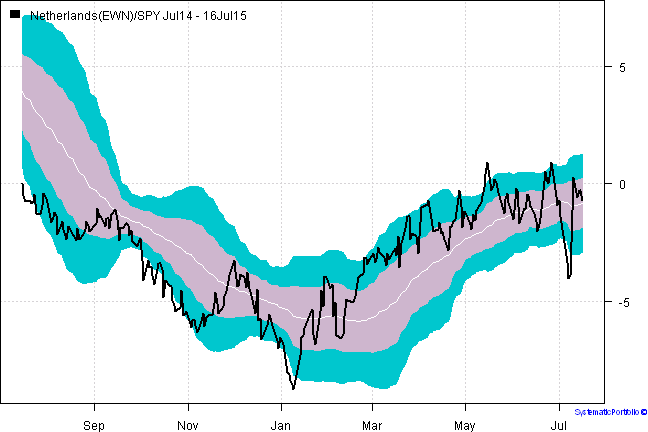 Netherlands(EWN)/SPY Jul14 - 16Jul15
5
0
-5
Sep Nov Jan Mar May Jul
SystematicPortfolio ©